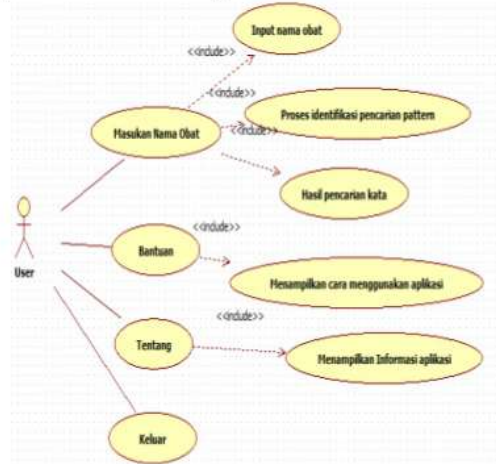 Input nama obat
<<include>>
<<include>>
Proses identifikasi pencarian pattern
Masukan Nama Obat
<<include>>
Hasil pencarian kata
User
<<include>>
Bantuan
Menampilkan cara menggunakan aplikasi
<<include>>
Tentang
Menampilkan Informasi aplikasi
Keluar